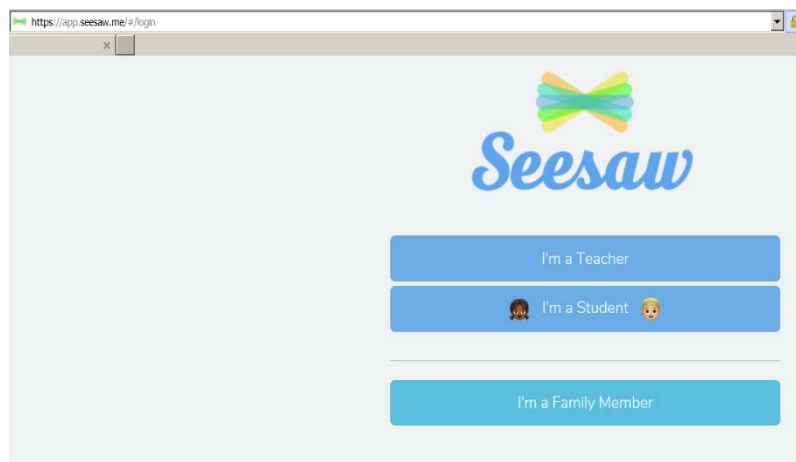 https://app.seesaw.me/#/login
Seesaw
I'm a Teacher
I'm a Student
I'm a Family Member